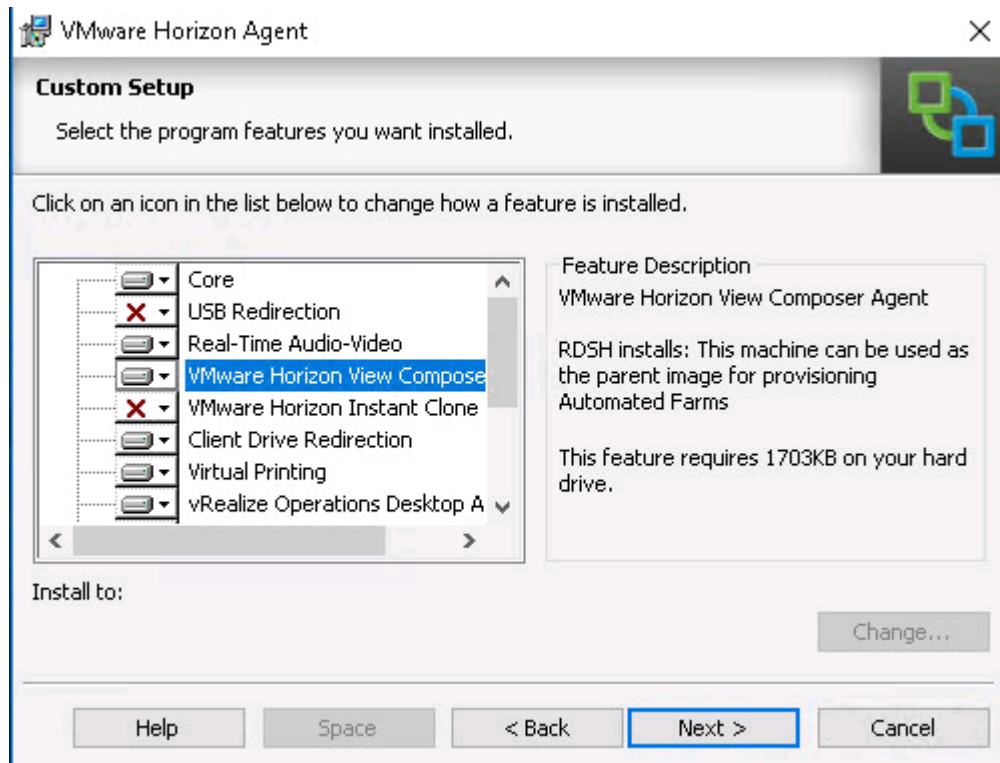 VMware Horizon Agent
Custom Setup
Select the program features you want installed.
Click on an icon in the list below to change how a feature is installed.
Core
USB Redirection
Real-Time Audio-Video
VMware Horizon View Compose
VMware Horizon Instant Clone
Client Drive Redirection
Virtual Printing
vRealize Operations Desktop A
Feature Description
VMware Horizon View Composer Agent
RDSH installs: This machine can be used as
the parent image for provisioning
Automated Farms
This feature requires 1703KB on your hard
drive.
Install to:
Change...
Help
Space
< Back
Next >
Cancel